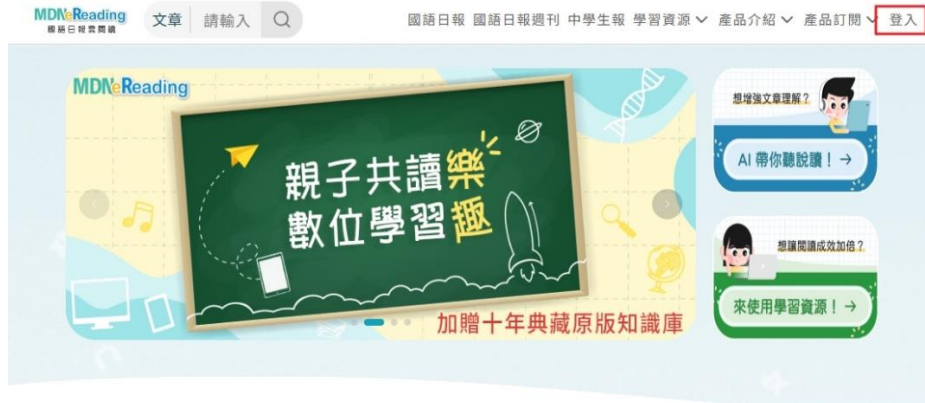 MDNeReading
國語日報雲閱讀
文章 請輸入
國語日報 國語日報週刊 中學生報 學習資源 產品介紹 產品訂閱 登入
MDNeReading
親子共讀樂
數位學習趣
加贈十年典藏原版知識庫
想增強文章理解？
AI 帶你聽說讀！→
想讓閱讀成效加倍？
來使用學習資源！→